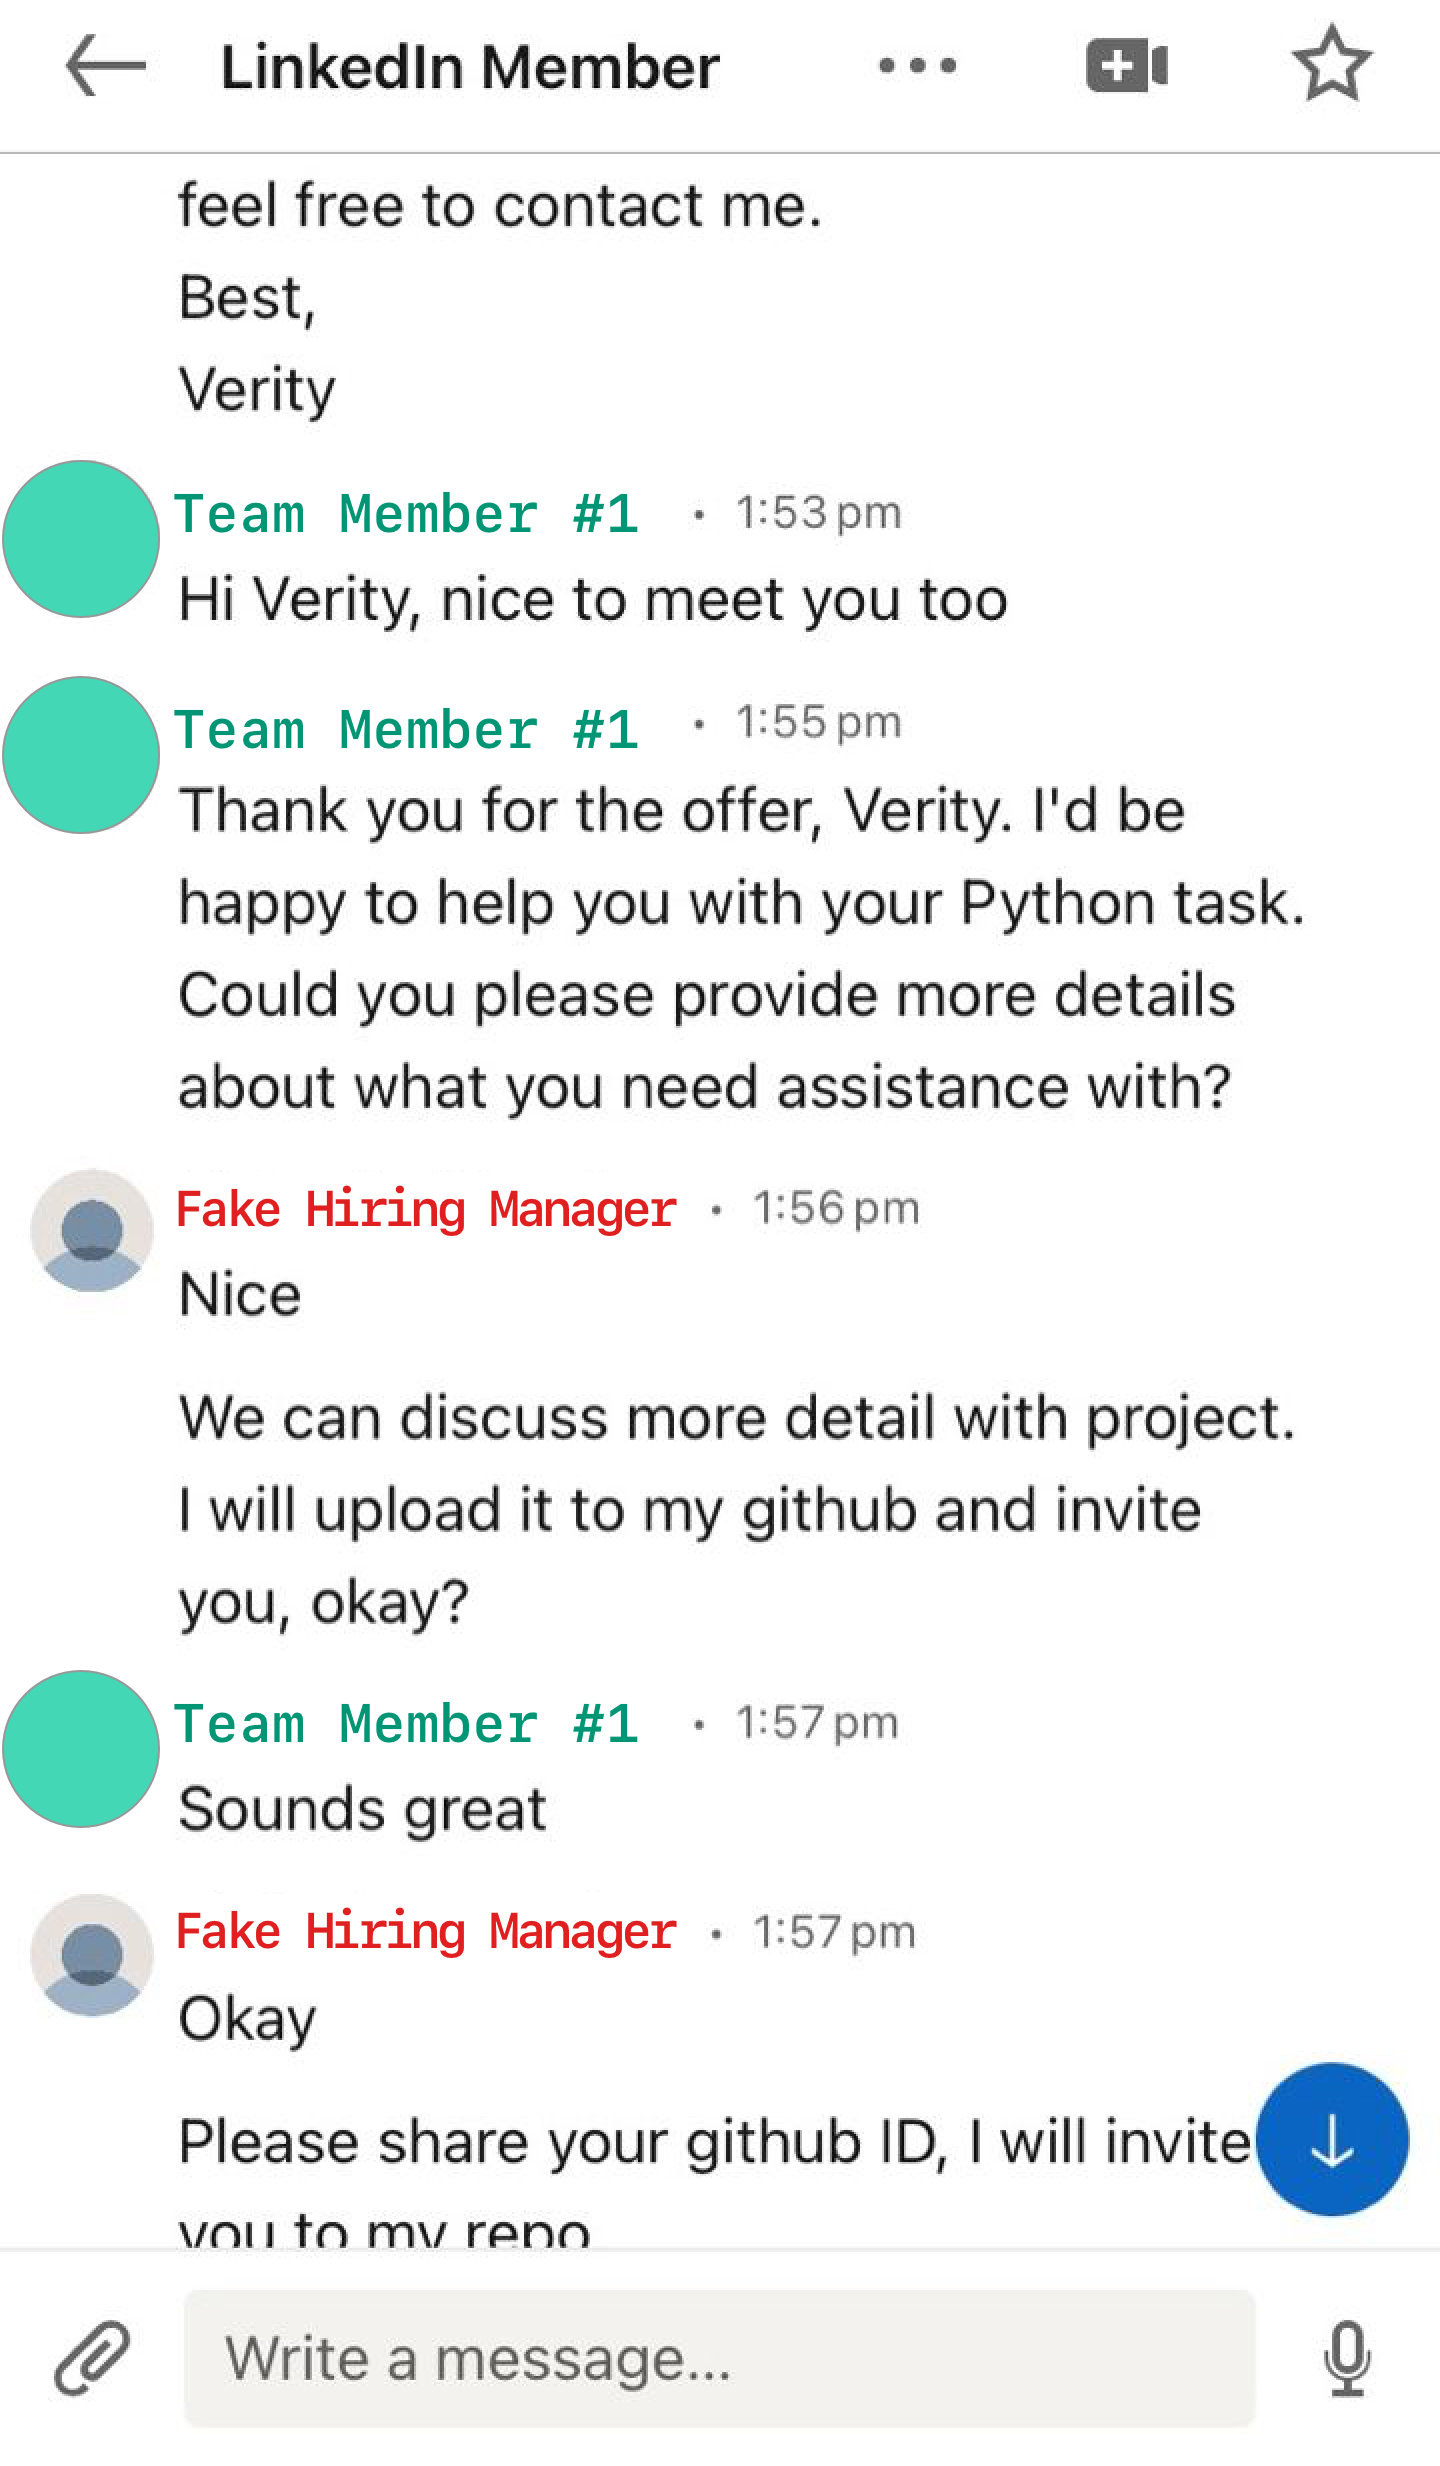 LinkedIn Member
feel free to contact me.
Best,
Verity
Team Member #1 • 1:53 pm
Hi Verity, nice to meet you too
Team Member #1 • 1:55 pm
Thank you for the offer, Verity. I'd be
happy to help you with your Python task.
Could you please provide more details
about what you need assistance with?
Fake Hiring Manager • 1:56 pm
Nice
We can discuss more detail with project.
I will upload it to my github and invite
you, okay?
Team Member #1 • 1:57 pm
Sounds great
Fake Hiring Manager • 1:57 pm
Okay
Please share your github ID, I will invite
you to my repo
Write a message...